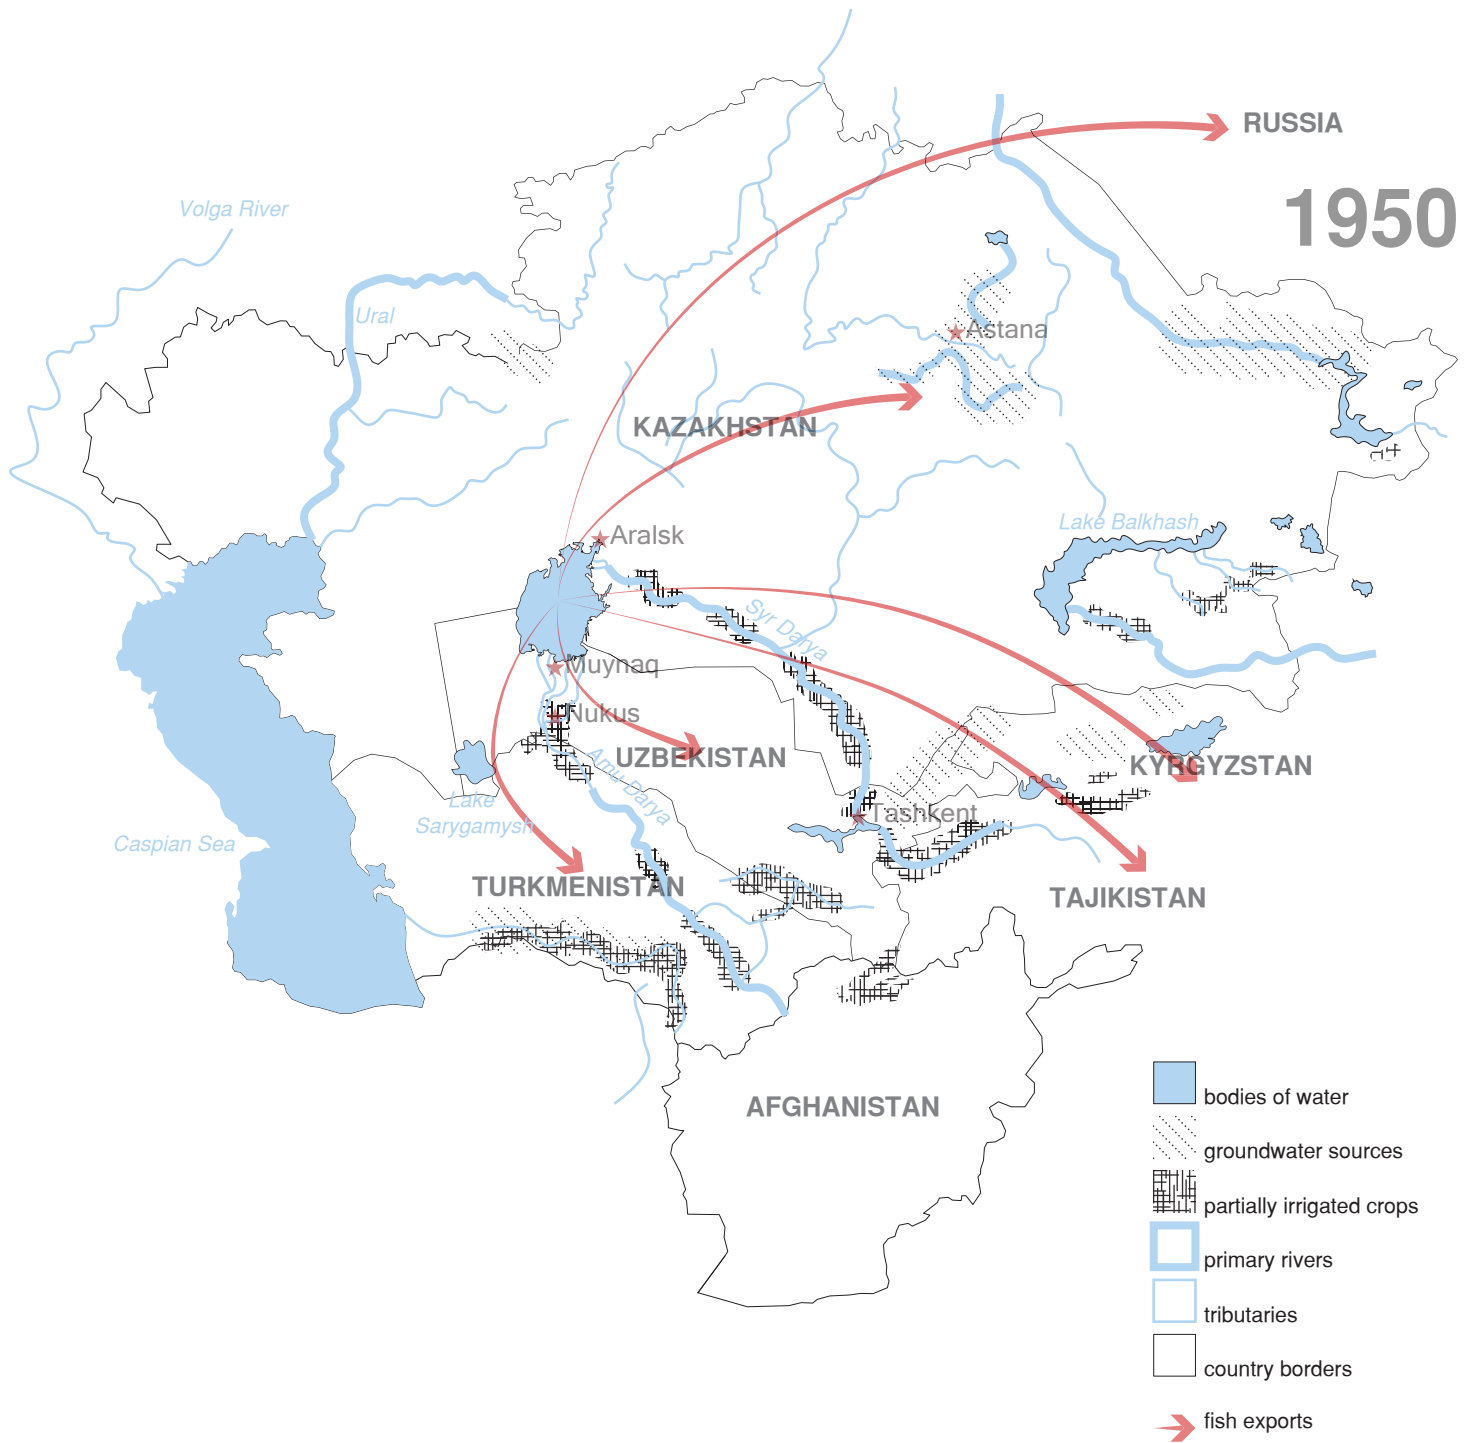 RUSSIA
1950
Volga River
Ural
Astana
KAZAKHSTAN
Aralsk
Lake Balkhash
Syr Darya
Muynaq
Nukus
UZBEKISTAN
KYRGYZSTAN
Amu Darya
Lake
Sarygamysh
Tashkent
Caspian Sea
TURKMENISTAN
TAJIKISTAN
AFGHANISTAN
bodies of water
groundwater sources
partially irrigated crops
primary rivers
tributaries
country borders
fish exports